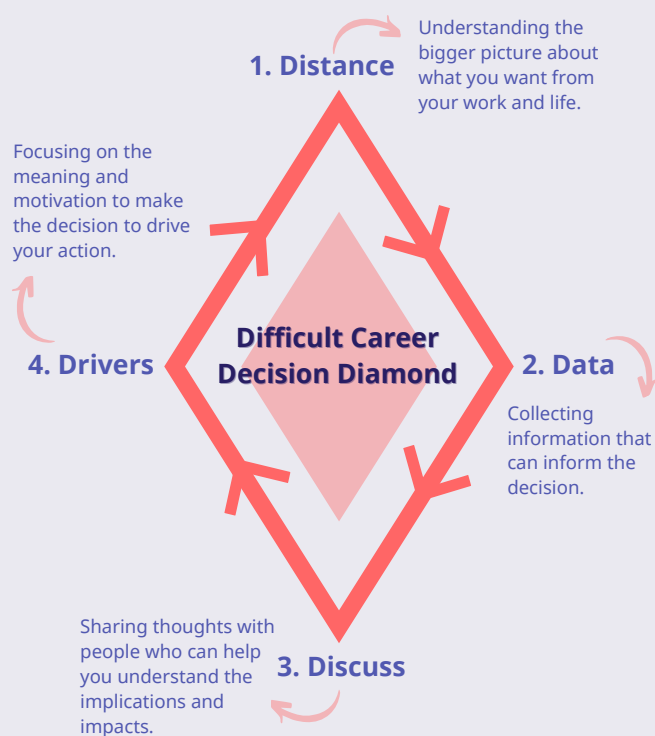 1. Distance
Understanding the
bigger picture about
what you want from
your work and life.
Focusing on the
meaning and
motivation to make
the decision to drive
your action.
Difficult Career
Decision Diamond
4. Drivers
2. Data
Collecting
information that
can inform the
decision.
Sharing thoughts with
people who can help
you understand the
implications and
impacts.
3. Discuss